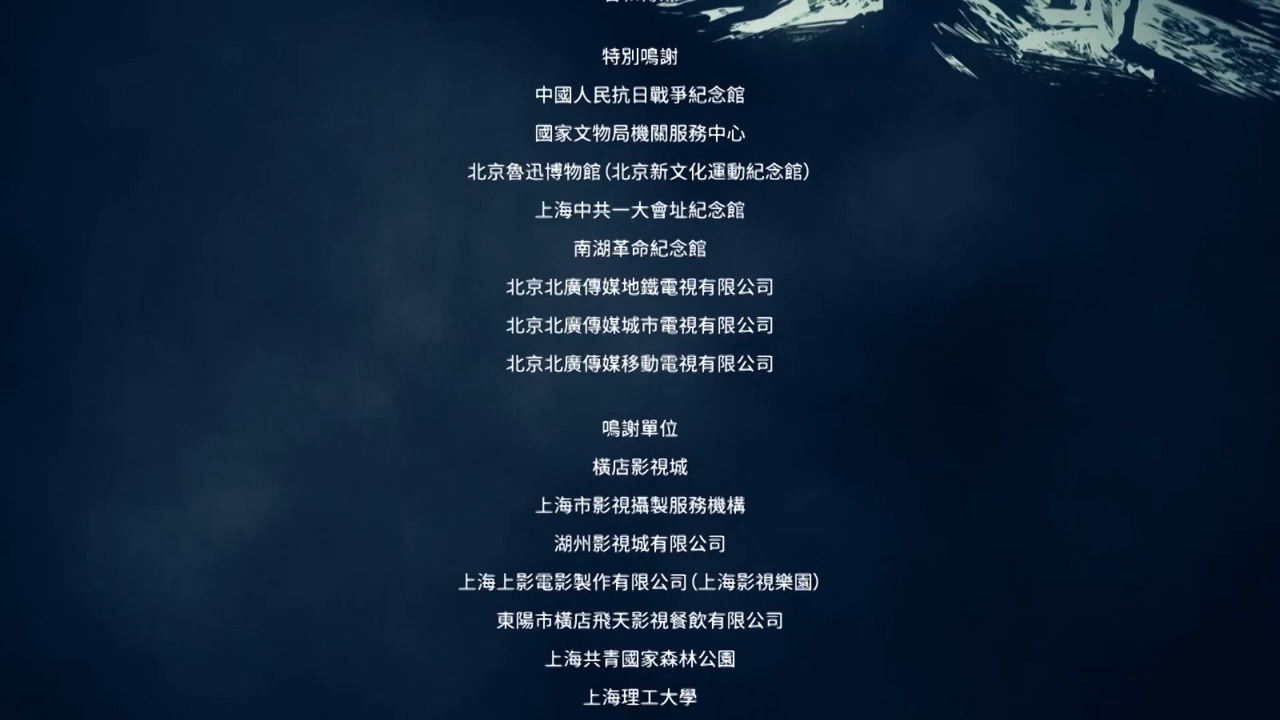 特別鳴謝
中國人民抗日戰爭紀念館
國家文物局機關服務中心
北京魯迅博物館(北京新文化運動紀念館)
上海中共一大會址紀念館
南湖革命紀念館
北京北廣傳媒地鐵電視有限公司
北京北廣傳媒城市電視有限公司
北京北廣傳媒移動電視有限公司
鳴謝單位
橫店影視城
上海市影視攝製服務機構
湖州影視城有限公司
上海上影電影製作有限公司(上海影視樂園)
東陽市橫店飛天影視餐飲有限公司
上海共青國家森林公園
上海理工大學